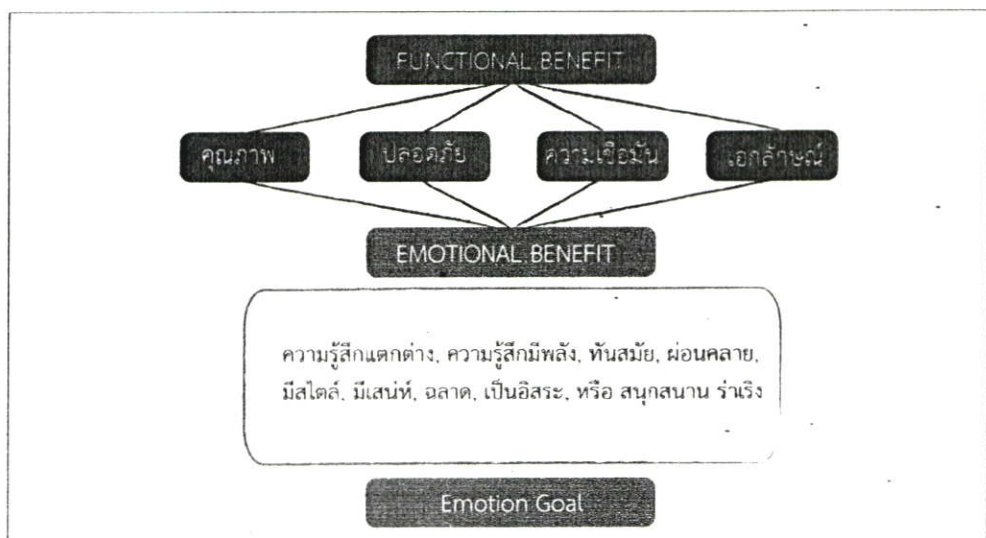 FUNCTIONAL BENEFIT
คุณภาพ ปลอดภัย ความเชื่อมั่น เอกลักษณ์
EMOTIONAL BENEFIT
ความรู้สึกแตกต่าง, ความรู้สึกมีพลัง, ทันสมัย, ผ่อนคลาย,
มีสไตล์, มีเสน่ห์, ฉลาด, เป็นอิสระ, หรือ สนุกสนาน ร่าเริง
Emotion Goal